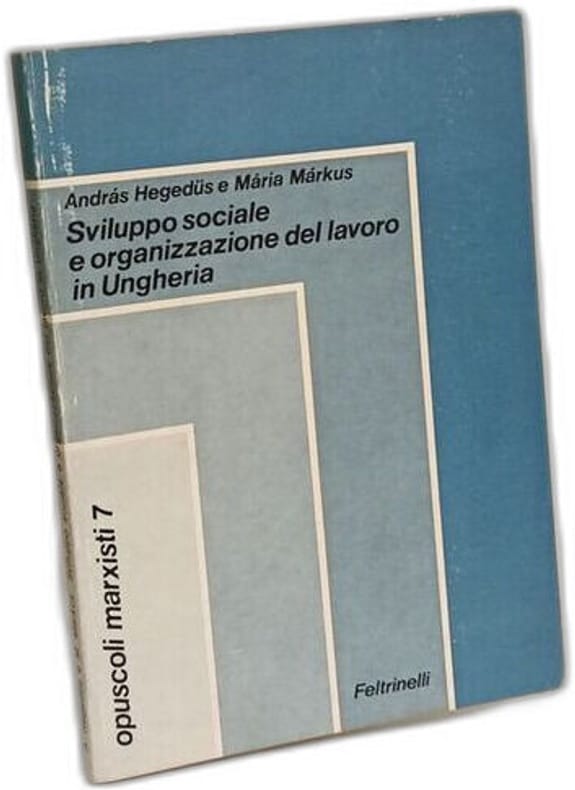 András Hegedüs e Mária Márkus
Sviluppo sociale
e organizzazione del lavoro
in Ungheria
opuscoli marxisti 7
Feltrinelli